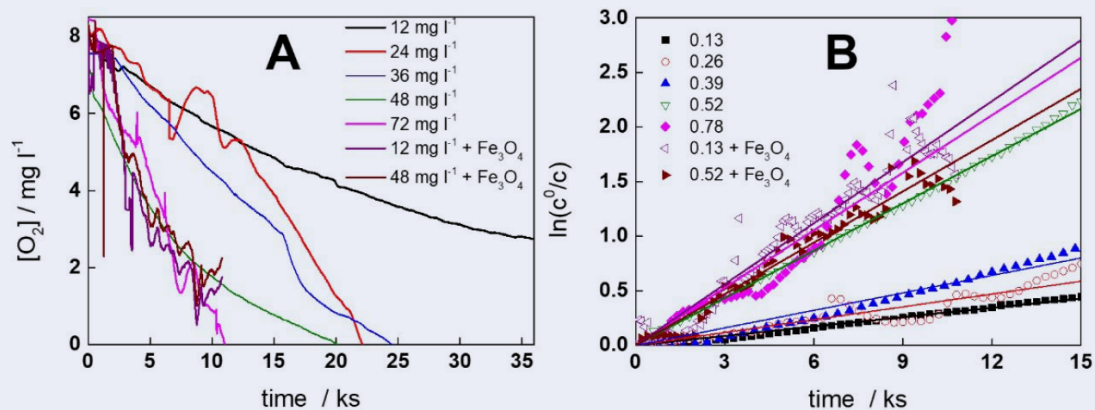 A
[O₂] / mg l⁻¹
8
6
4
2
0
0 5 10 15 20 25 30 35
time / ks
12 mg l⁻¹
24 mg l⁻¹
36 mg l⁻¹
48 mg l⁻¹
72 mg l⁻¹
12 mg l⁻¹ + Fe₃O₄
48 mg l⁻¹ + Fe₃O₄
B
ln(c⁰/c)
3.0
2.5
2.0
1.5
1.0
0.5
0.0
0 3 6 9 12 15
time / ks
0.13
0.26
0.39
0.52
0.78
0.13 + Fe₃O₄
0.52 + Fe₃O₄